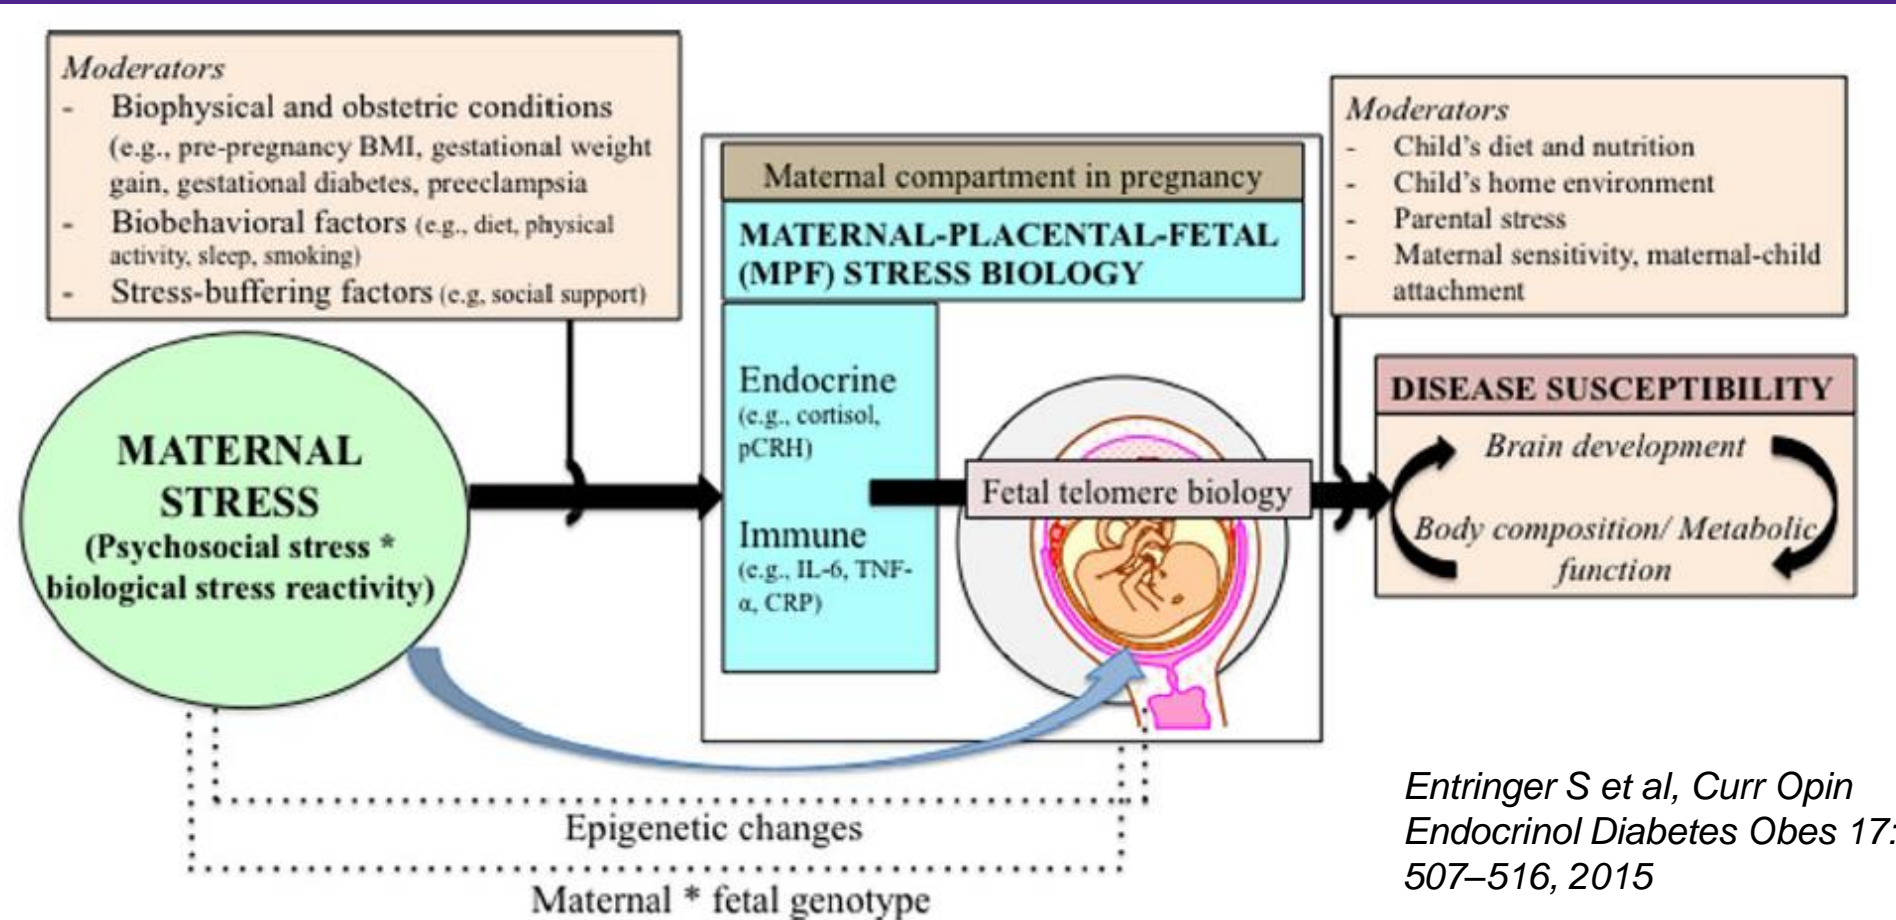 Moderators
- Biophysical and obstetric conditions
(e.g., pre-pregnancy BMI, gestational weight
gain, gestational diabetes, preeclampsia
- Biobehavioral factors (e.g., diet, physical
activity, sleep, smoking)
- Stress-buffering factors (e.g, social support)
MATERNAL
STRESS
(Psychosocial stress *
biological stress reactivity)
Maternal compartment in pregnancy
MATERNAL-PLACENTAL-FETAL
(MPF) STRESS BIOLOGY
Endocrine
(e.g., cortisol,
pCRH)
Immune
(e.g., IL-6, TNF-
α, CRP)
Fetal telomere biology
Moderators
- Child's diet and nutrition
- Child's home environment
- Parental stress
- Maternal sensitivity, maternal-child
attachment
DISEASE SUSCEPTIBILITY
Brain development
Body composition/ Metabolic
function
Epigenetic changes
Maternal * fetal genotype
Entringer S et al, Curr Opin
Endocrinol Diabetes Obes 17:
507–516, 2015